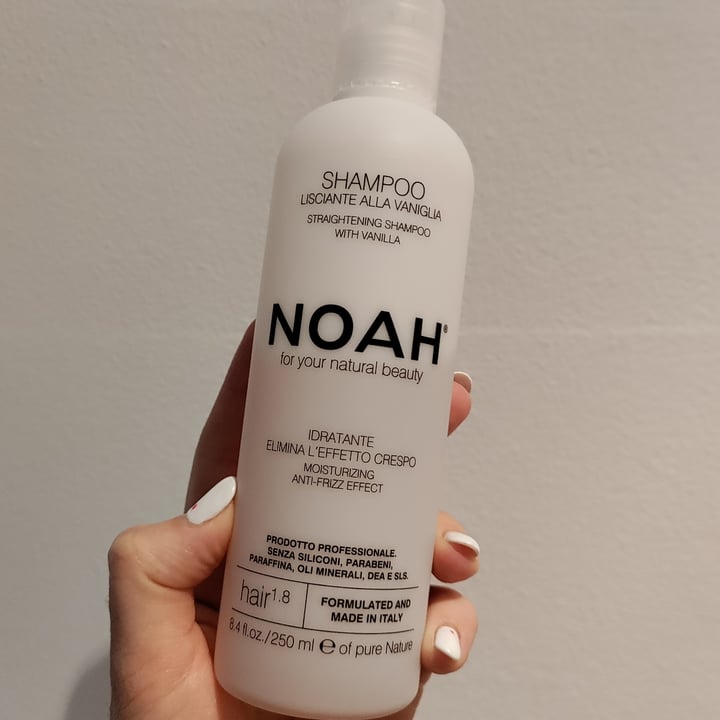 SHAMPOO
LISCIANTE ALLA VANIGLIA
STRAIGHTENING SHAMPOO
WITH VANILLA
NOAH®
for your natural beauty
IDRATANTE
ELIMINA L'EFFETTO CRESPO
MOISTURIZING
ANTI-FRIZZ EFFECT
PRODOTTO PROFESSIONALE.
SENZA SILICONI, PARABENI,
PARAFFINA, OLI MINERALI, DEA E SLS.
hair1.8
FORMULATED AND
MADE IN ITALY
8.4 fl.oz./250 ml ℮ of pure Nature